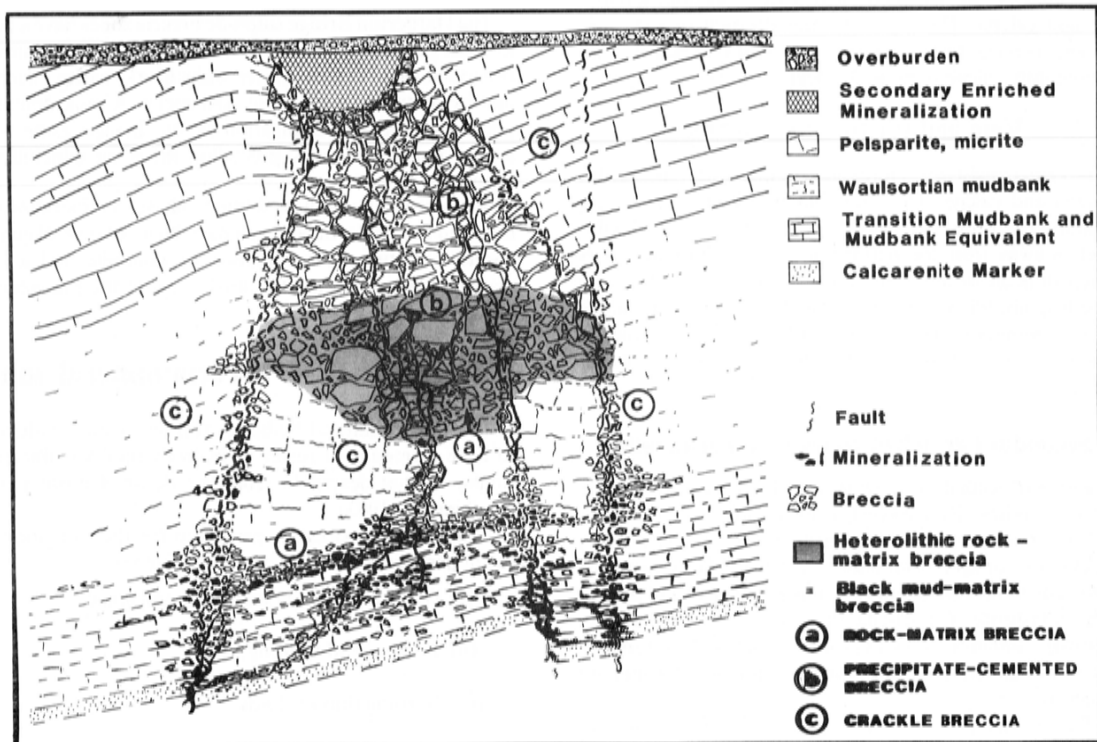 Overburden
Secondary Enriched
Mineralization
Pelsparite, micrite
Waulsortian mudbank
Transition Mudbank and
Mudbank Equivalent
Calcarenite Marker
Fault
Mineralization
Breccia
Heterolithic rock –
matrix breccia
Black mud-matrix
breccia
a ROCK-MATRIX BRECCIA
b PRECIPITATE-CEMENTED
BRECCIA
c CRACKLE BRECCIA
c
b
b
c
c
c
a
a